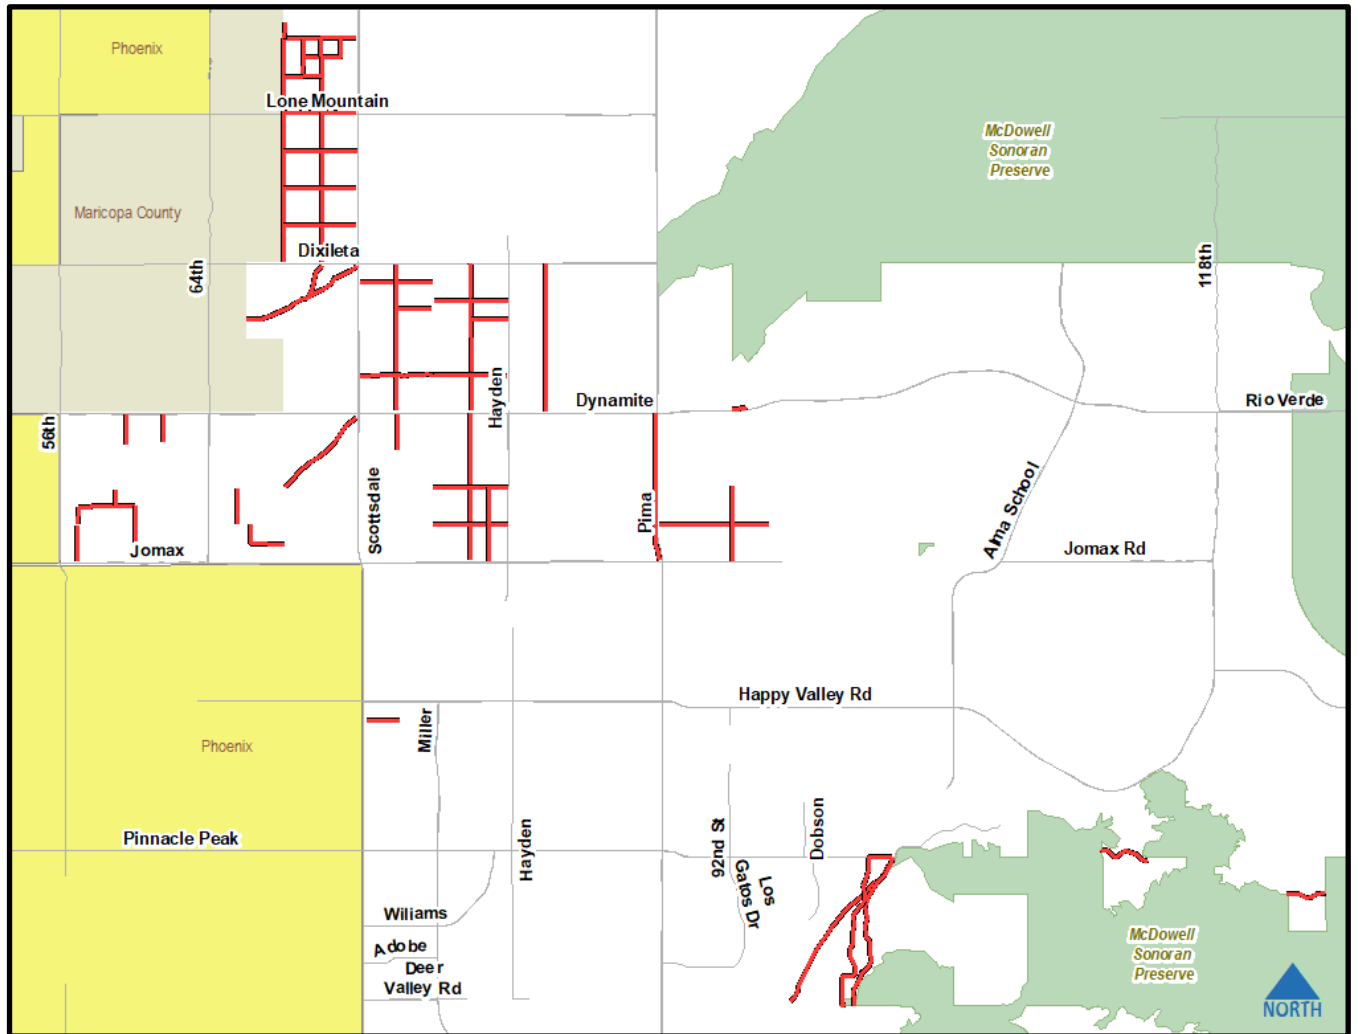 Phoenix
Lone Mountain
McDowell
Sonoran
Preserve
Maricopa County
Dixileta
64th
118th
Hayden
Dynamite
Rio Verde
56th
Scottsdale
Pima
Alma School
Jomax
Jomax Rd
Happy Valley Rd
Miller
Phoenix
Pinnacle Peak
Hayden
92nd St
Dobson
Los
Gatos Dr
Wiliams
Adobe
Deer
Valley Rd
McDowell
Sonoran
Preserve
NORTH